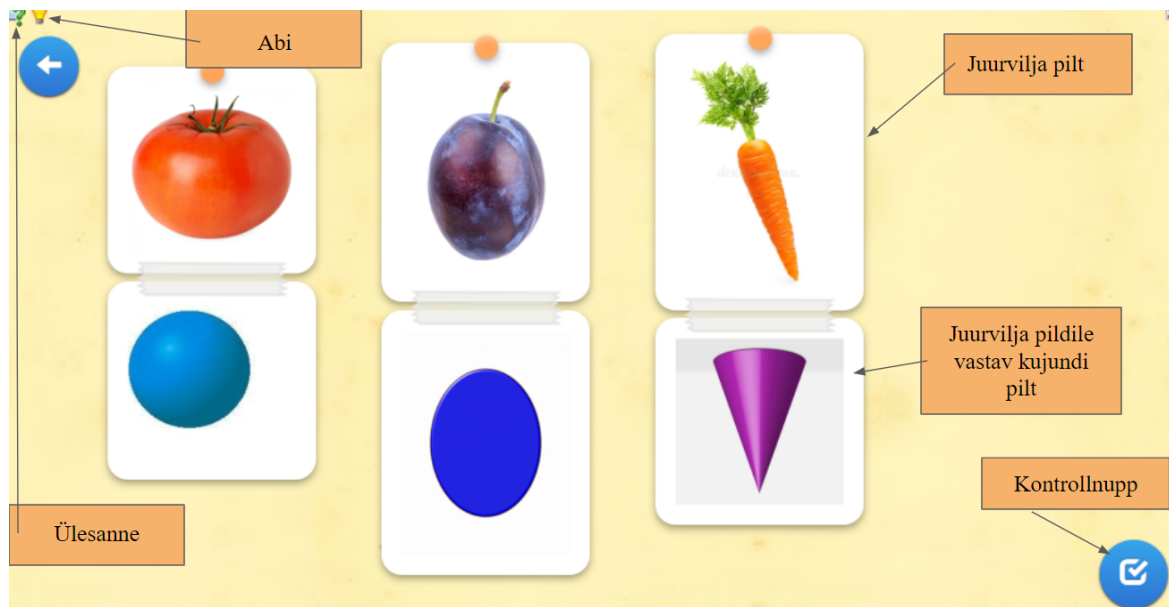 Abi
Juurvilja pilt
Juurvilja pildile
vastav kujundi
pilt
Kontrollnupp
Ülesanne